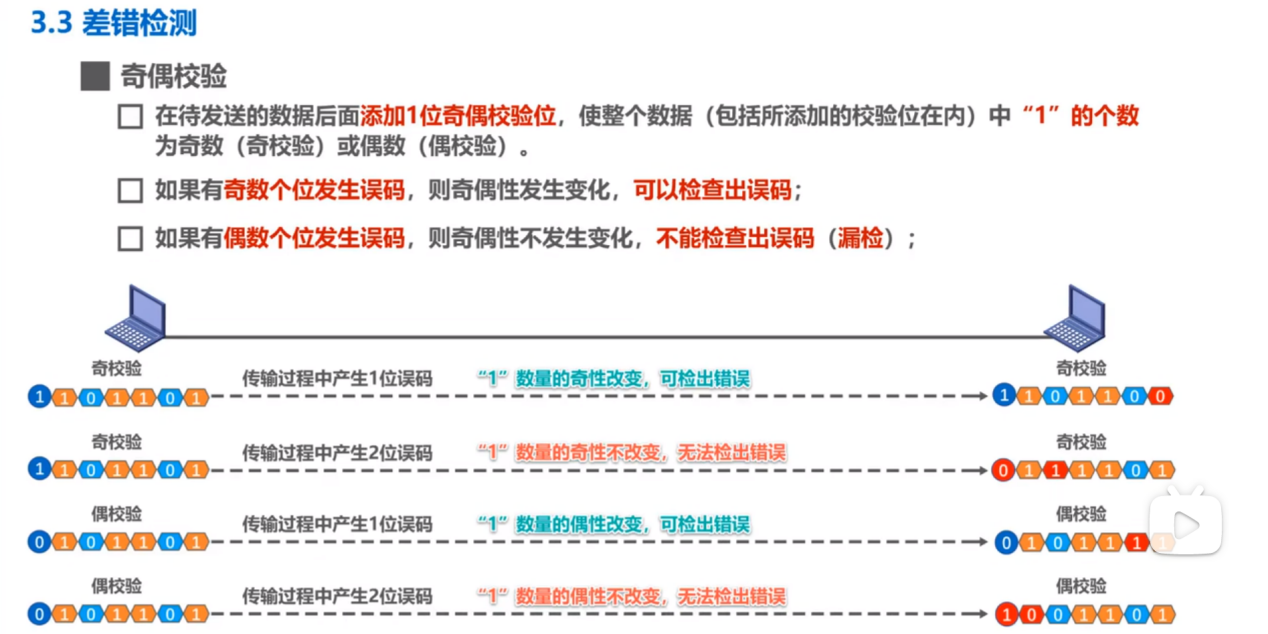 3.3 差错检测
奇偶校验
在待发送的数据后面添加1位奇偶校验位，使整个数据（包括所添加的校验位在内）中“1”的个数
为奇数（奇校验）或偶数（偶校验）。
如果有奇数个位发生误码，则奇偶性发生变化，可以检查出误码；
如果有偶数个位发生误码，则奇偶性不发生变化，不能检查出误码（漏检）；
奇校验 奇校验
1 1 0 1 1 0 1 传输过程中产生1位误码 “1”数量的奇性改变，可检出错误 1 1 0 1 1 0 0
奇校验 奇校验
1 1 0 1 1 0 1 传输过程中产生2位误码 “1”数量的奇性不改变，无法检出错误 0 1 1 1 1 0 1
偶校验 偶校验
0 1 0 1 1 0 1 传输过程中产生1位误码 “1”数量的偶性改变，可检出错误 0 1 0 1 1 1 1
偶校验 偶校验
0 1 0 1 1 0 1 传输过程中产生2位误码 “1”数量的偶性不改变，无法检出错误 1 0 0 1 1 0 1